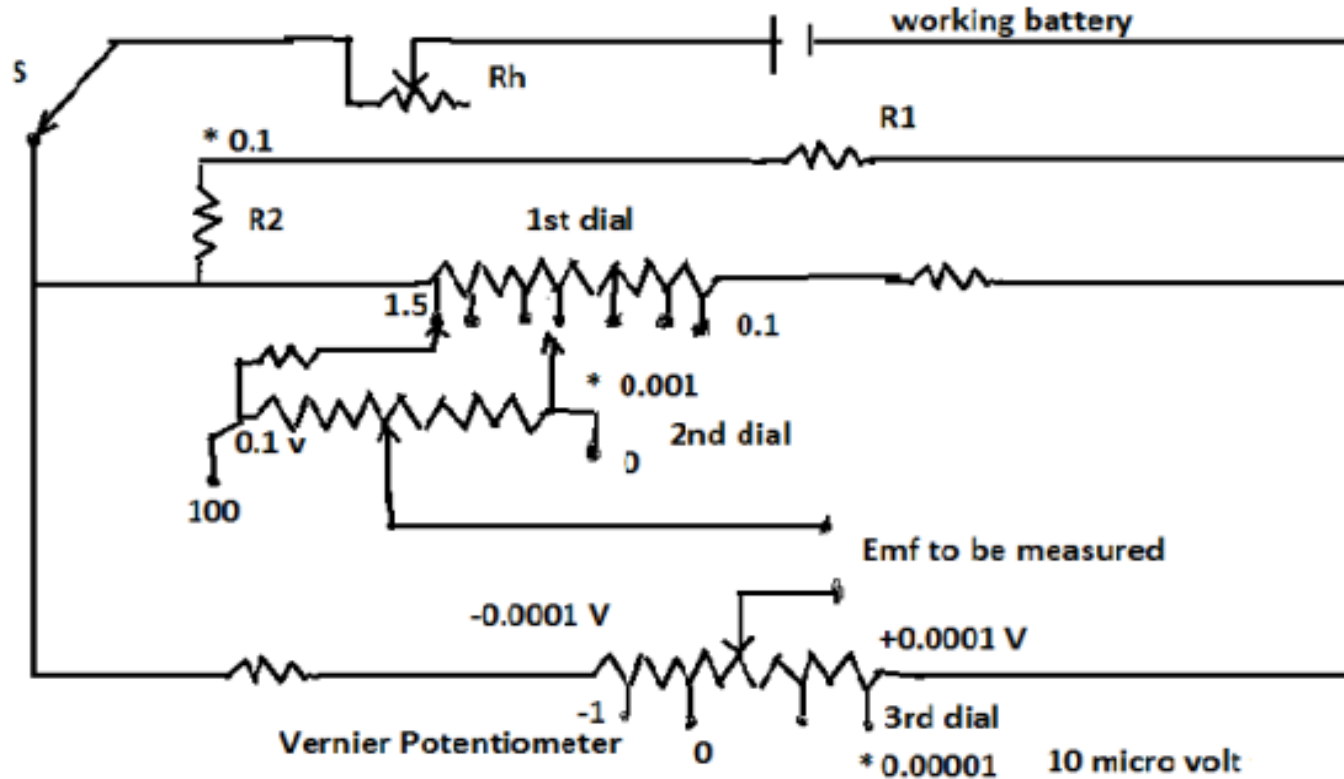 working battery
S
Rh
R1
* 0.1
R2
1st dial
1.5
0.1
* 0.001
2nd dial
0.1 v
0
100
Emf to be measured
-0.0001 V
+0.0001 V
-1
0
3rd dial
Vernier Potentiometer
* 0.00001
10 micro volt